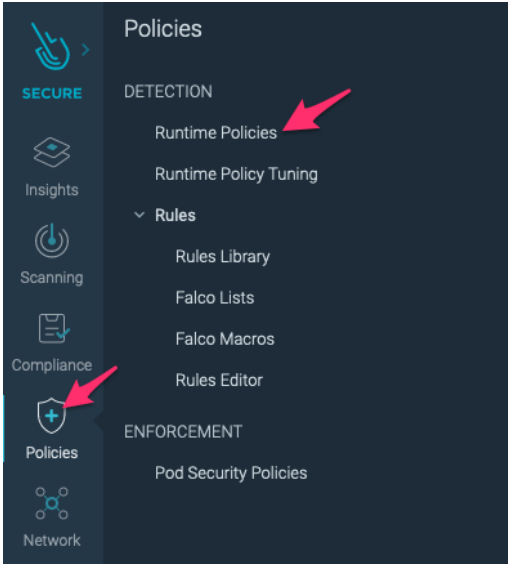 SECURE
Insights
Scanning
Compliance
Policies
Network
Policies
DETECTION
Runtime Policies
Runtime Policy Tuning
Rules
Rules Library
Falco Lists
Falco Macros
Rules Editor
ENFORCEMENT
Pod Security Policies